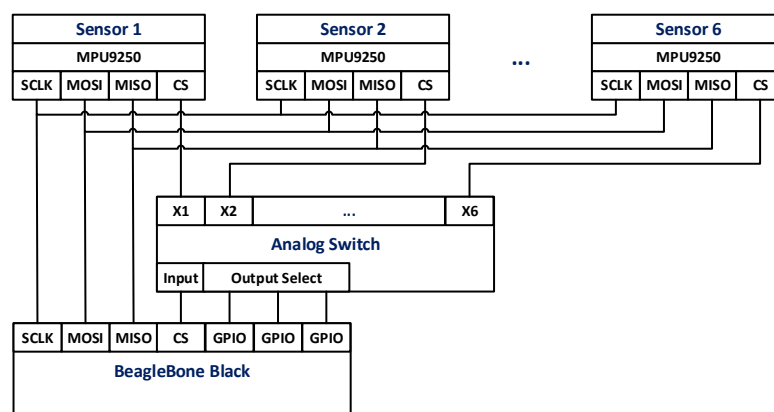 Sensor 1 Sensor 2 Sensor 6
MPU9250 MPU9250 ... MPU9250
SCLK MOSI MISO CS SCLK MOSI MISO CS SCLK MOSI MISO CS
X1 X2 ... X6
Analog Switch
Input Output Select
SCLK MOSI MISO CS GPIO GPIO GPIO
BeagleBone Black